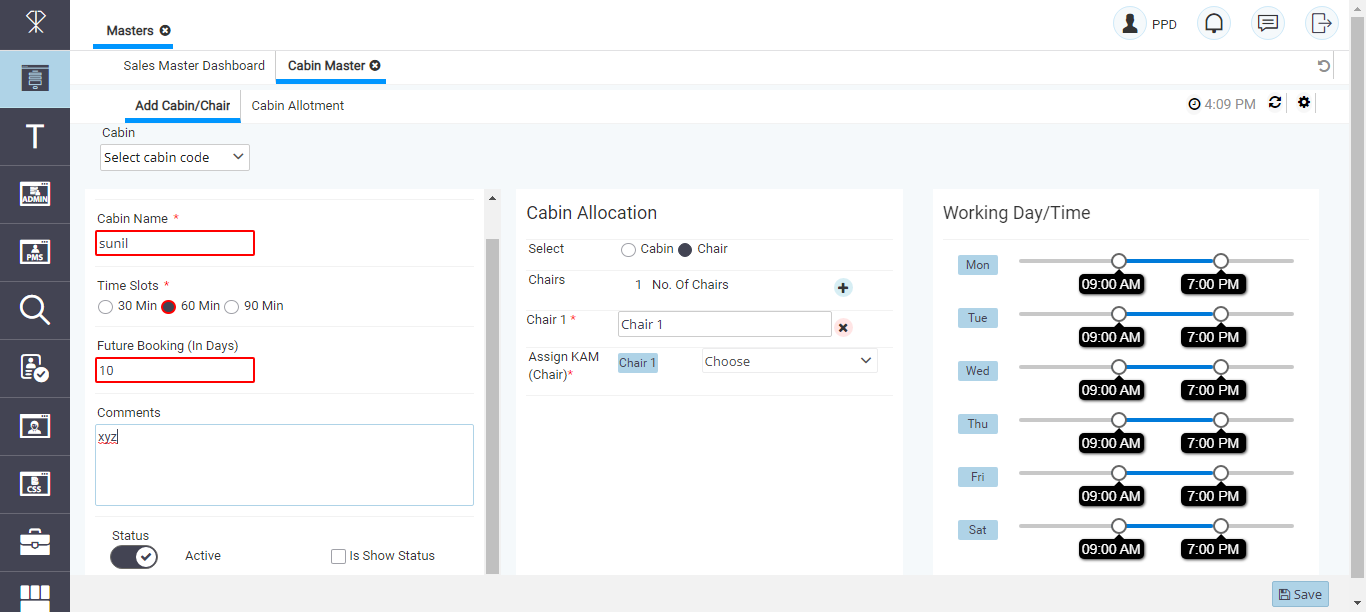 Masters
PPD
Sales Master Dashboard
Cabin Master
Add Cabin/Chair
Cabin Allotment
4:09 PM
Cabin
Select cabin code
T
ADMIN
PMS
CSS
Cabin Name *
sunil
Time Slots *
30 Min 60 Min 90 Min
Future Booking (In Days)
10
Comments
xyz
Status
Active
Is Show Status
Cabin Allocation
Select Cabin Chair
Chairs 1 No. Of Chairs
Chair 1 * Chair 1
Assign KAM
(Chair)*
Chair 1
Choose
Working Day/Time
Mon
09:00 AM 7:00 PM
Tue
09:00 AM 7:00 PM
Wed
09:00 AM 7:00 PM
Thu
09:00 AM 7:00 PM
Fri
09:00 AM 7:00 PM
Sat
09:00 AM 7:00 PM
Save